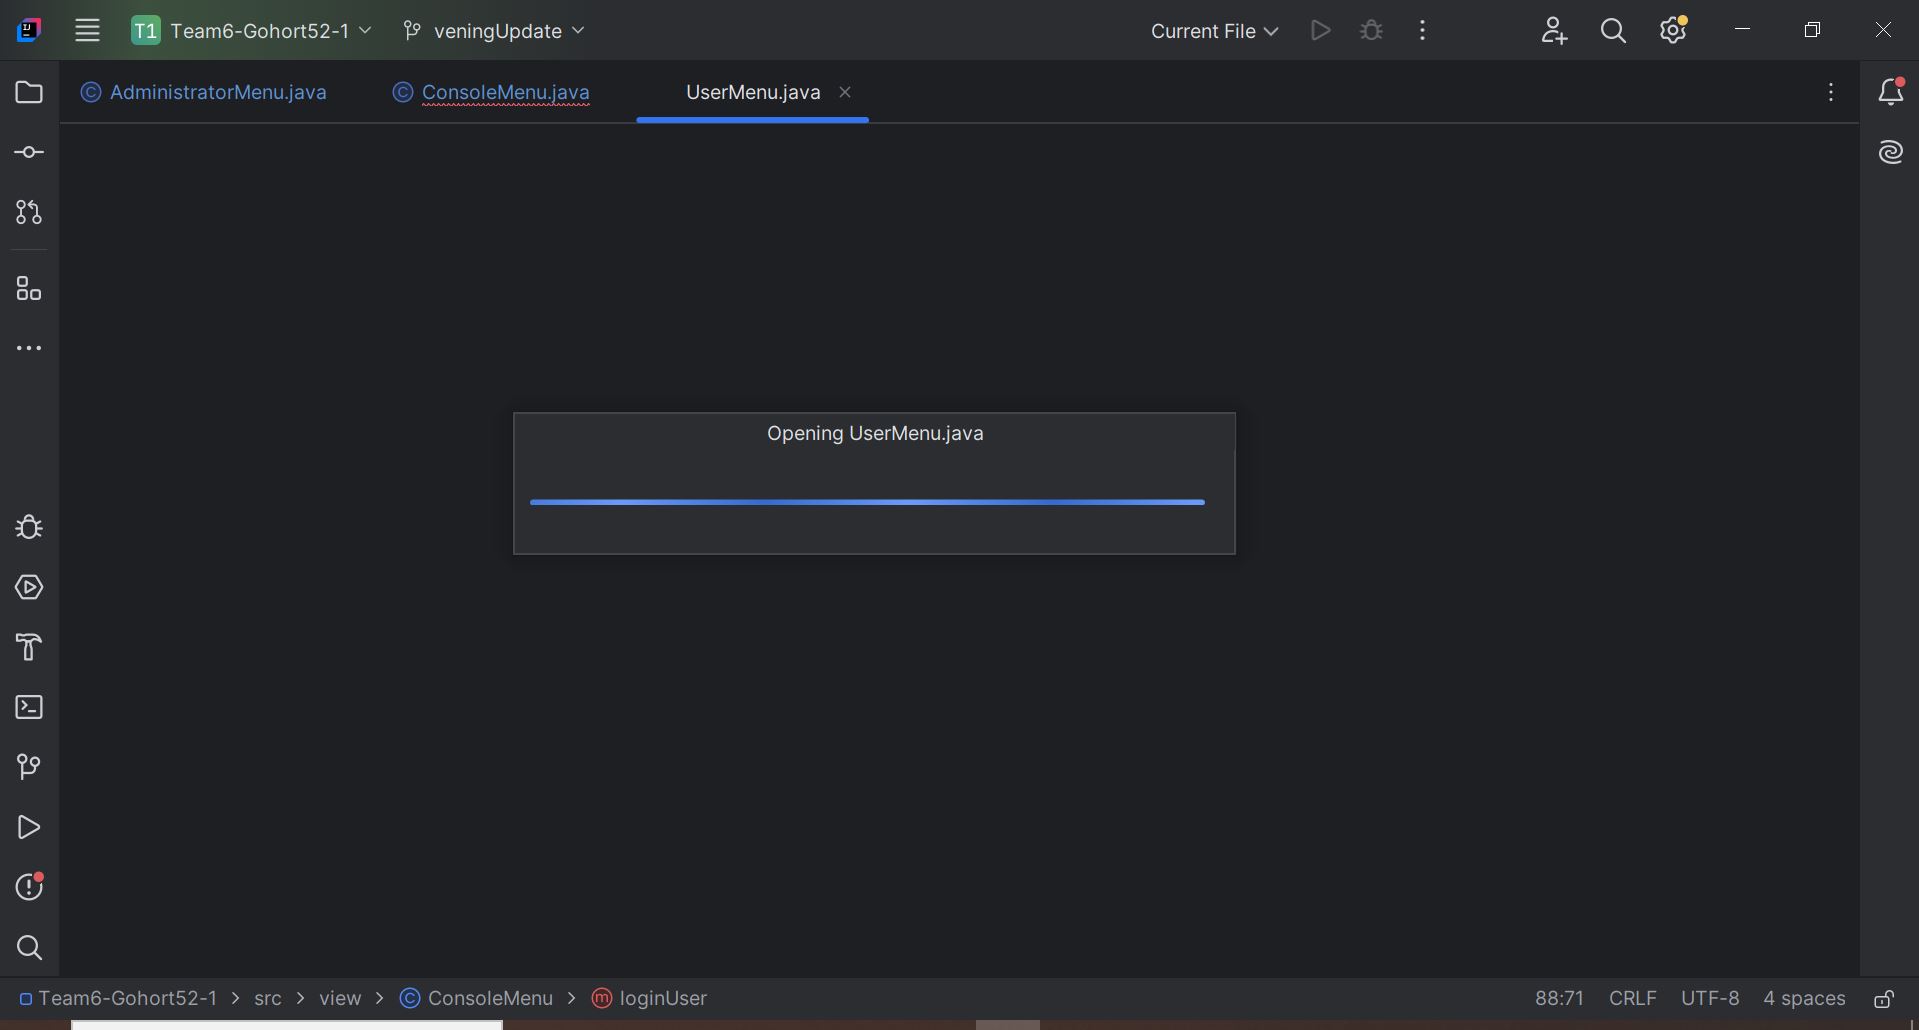 T1 Team6-Gohort52-1 veningUpdate Current File
AdministratorMenu.java ConsoleMenu.java UserMenu.java
Opening UserMenu.java
Team6-Gohort52-1 > src > view > ConsoleMenu > loginUser 88:71 CRLF UTF-8 4 spaces